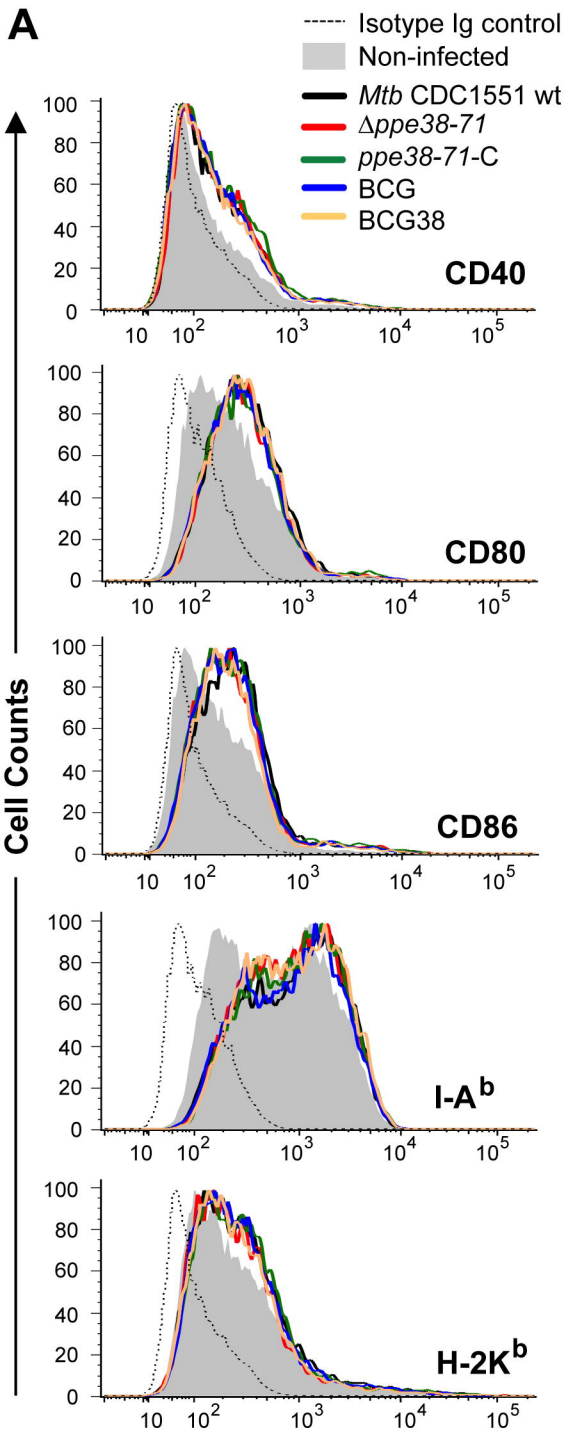 A
Isotype Ig control
Non-infected
Mtb CDC1551 wt
Δppe38-71
ppe38-71-C
BCG
BCG38
Cell Counts
100
80
60
40
20
0
CD40
10 10² 10³ 10⁴ 10⁵
100
80
60
40
20
0
CD80
10 10² 10³ 10⁴ 10⁵
100
80
60
40
20
0
CD86
10 10² 10³ 10⁴ 10⁵
100
80
60
40
20
0
I-Aᵇ
10 10² 10³ 10⁴ 10⁵
100
80
60
40
20
0
H-2Kᵇ
10 10² 10³ 10⁴ 10⁵